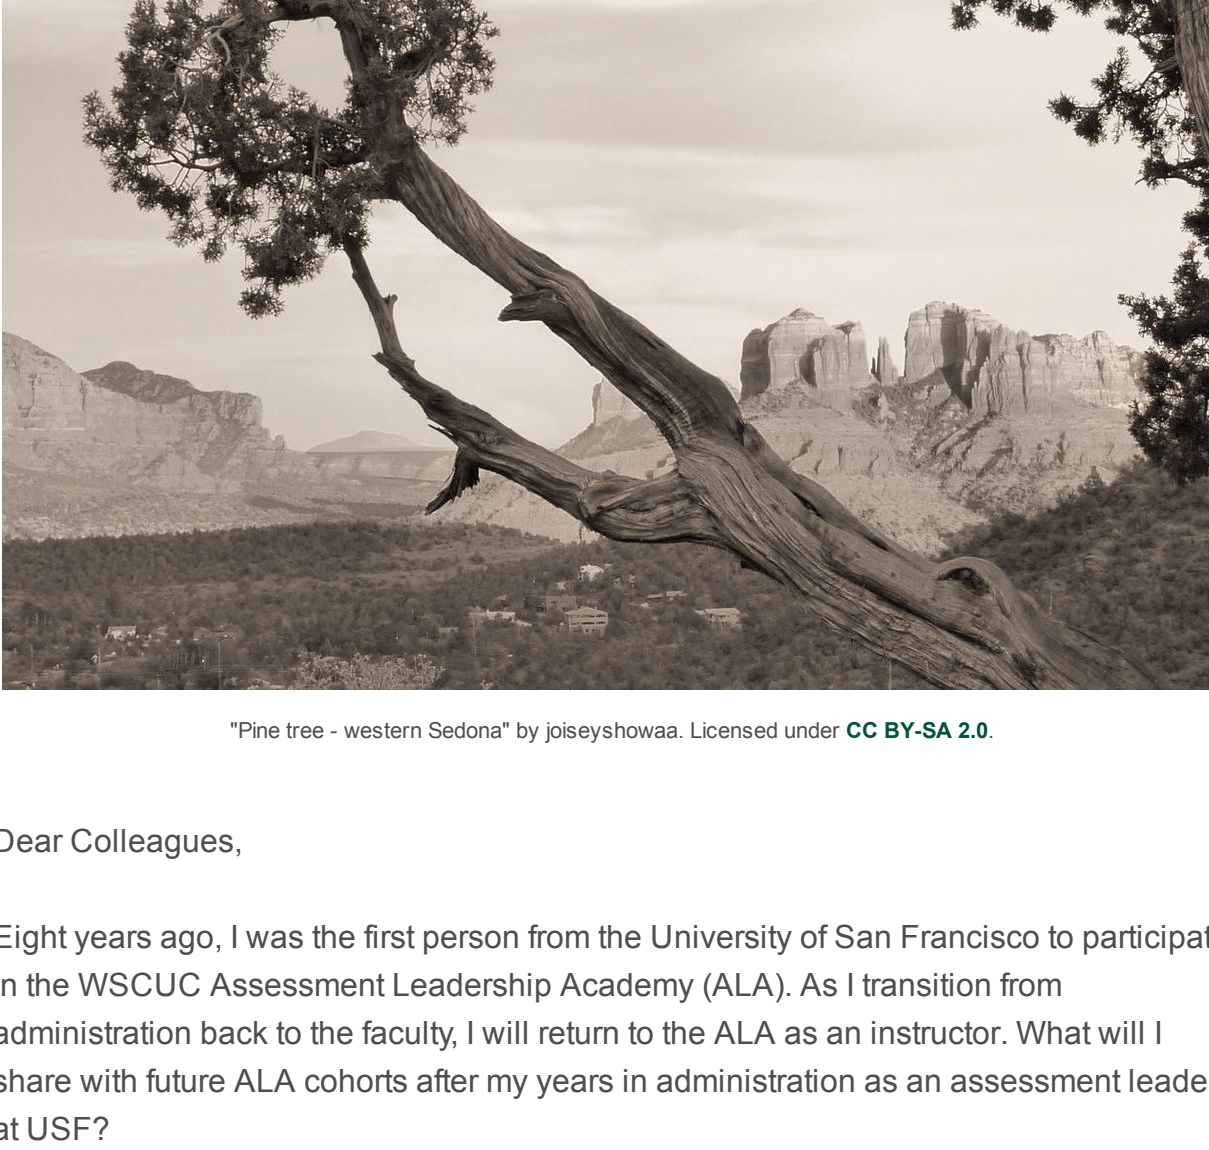 "Pine tree - western Sedona" by joiseyshowaa. Licensed under CC BY-SA 2.0.
Dear Colleagues,
Eight years ago, I was the first person from the University of San Francisco to participat
in the WSCUC Assessment Leadership Academy (ALA). As I transition from
administration back to the faculty, I will return to the ALA as an instructor. What will I
share with future ALA cohorts after my years in administration as an assessment leade
at USF?